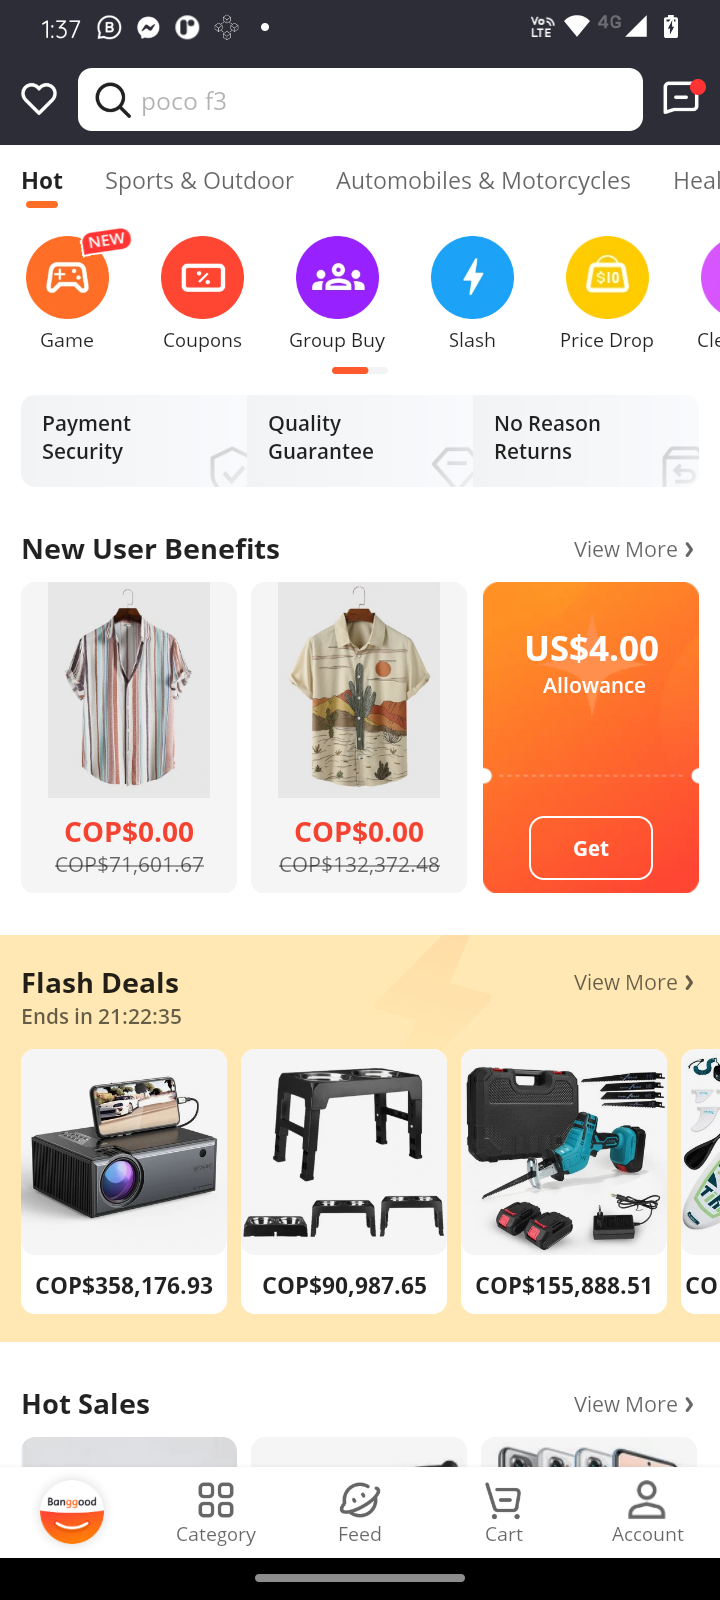 1:37
Vo LTE
4G
poco f3
Hot
Sports & Outdoor
Automobiles & Motorcycles
Heal
NEW
$10
Game
Coupons
Group Buy
Slash
Price Drop
Cle
Payment Security
Quality Guarantee
No Reason Returns
New User Benefits
View More
COP$0.00
COP$71,601.67
COP$0.00
COP$132,372.48
US$4.00
Allowance
Get
Flash Deals
View More
Ends in 21:22:35
COP$358,176.93
COP$90,987.65
COP$155,888.51
CO
Hot Sales
View More
Banggood
Category
Feed
Cart
Account